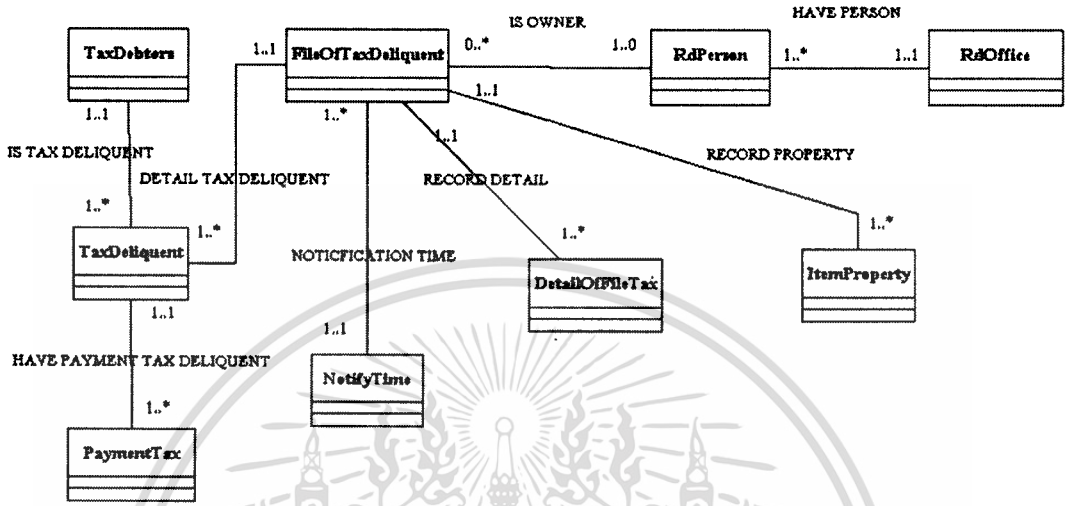 IS OWNER
HAVE PERSON
TaxDebtors
1..1
FileOfTaxDeliquent
0..*
1..0
RdPerson
1..*
1..1
RdOffice
1..1
1..*
1..1
1..1
IS TAX DELIQUENT
DETAIL TAX DELIQUENT
RECORD DETAIL
RECORD PROPERTY
1..*
1..*
1..*
1..*
TaxDeliquent
NOTICFICATION TIME
DetailOfFileTax
ItemProperty
1..1
1..1
HAVE PAYMENT TAX DELIQUENT
NotifyTime
1..*
PaymentTax